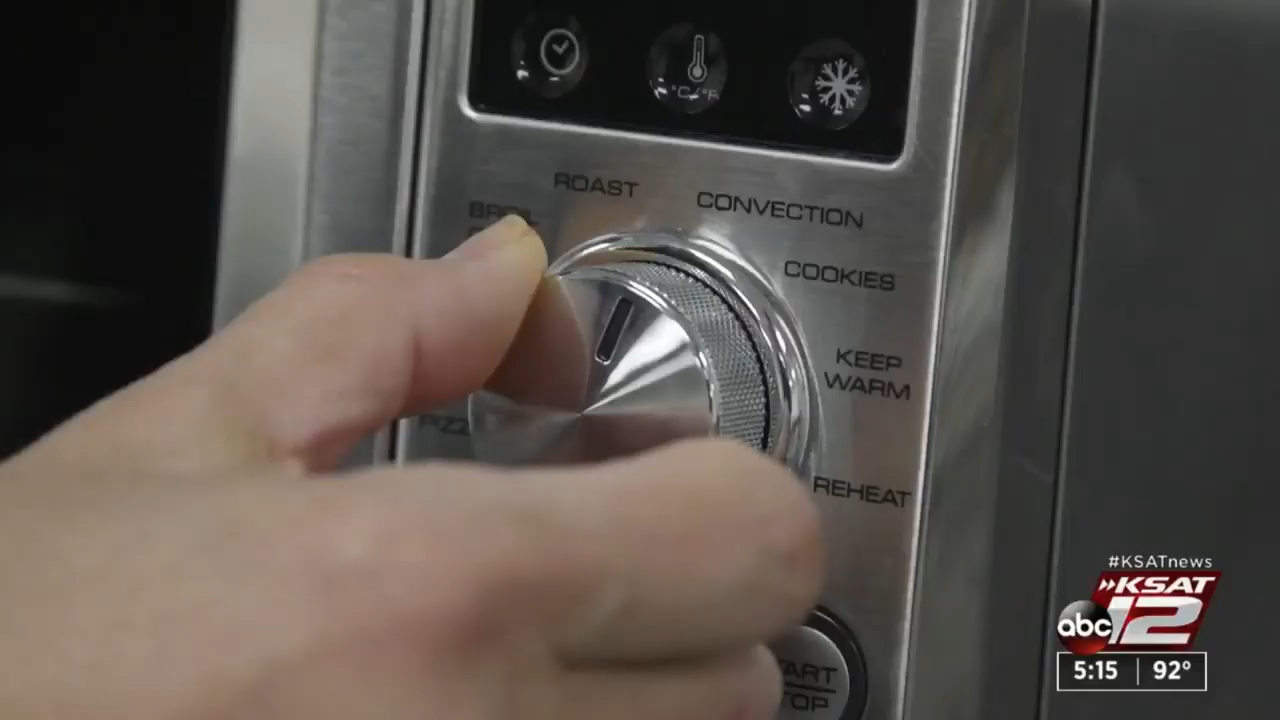 °C/°F
ROAST
CONVECTION
COOKIES
KEEP
WARM
REHEAT
#KSATnews
KSAT
abc 12
5:15 92°